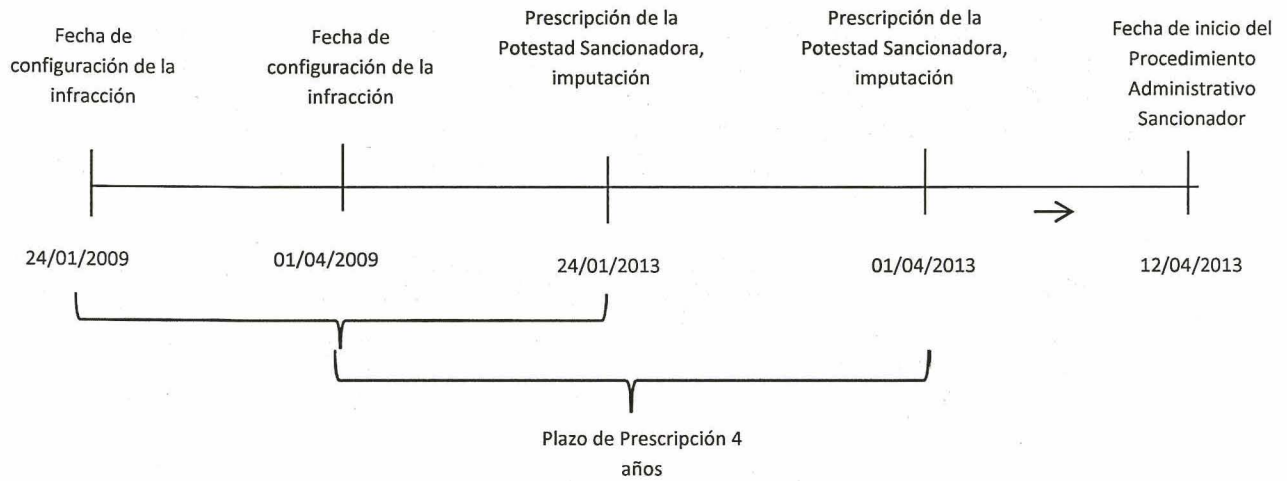 Fecha de
configuración de la
infracción
Fecha de
configuración de la
infracción
Prescripción de la
Potestad Sancionadora,
imputación
Prescripción de la
Potestad Sancionadora,
imputación
Fecha de inicio del
Procedimiento
Administrativo
Sancionador
24/01/2009
01/04/2009
24/01/2013
01/04/2013
12/04/2013
Plazo de Prescripción 4
años